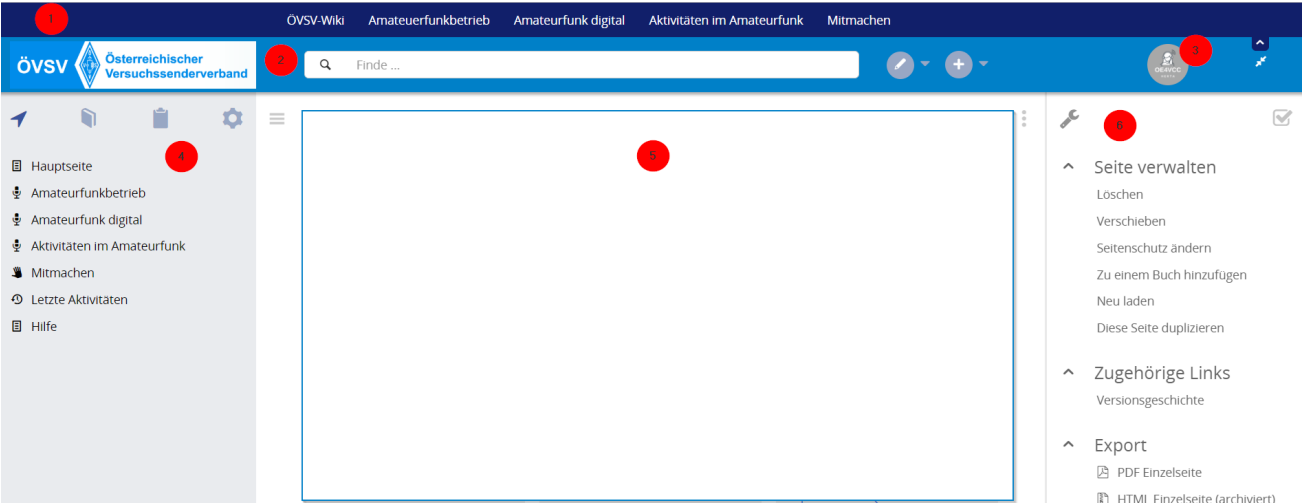 1
ÖVSV-Wiki Amateuerfunkbetrieb Amateurfunk digital Aktivitäten im Amateurfunk Mitmachen
ÖVSV Österreichischer
Versuchssenderverband
2
Finde ...
OE4VCC
3
4
5
6
Hauptseite
Amateurfunkbetrieb
Amateurfunk digital
Aktivitäten im Amateurfunk
Mitmachen
Letzte Aktivitäten
Hilfe
Seite verwalten
Löschen
Verschieben
Seitenschutz ändern
Zu einem Buch hinzufügen
Neu laden
Diese Seite duplizieren
Zugehörige Links
Versionsgeschichte
Export
PDF Einzelseite
HTML Einzelseite (archiviert)